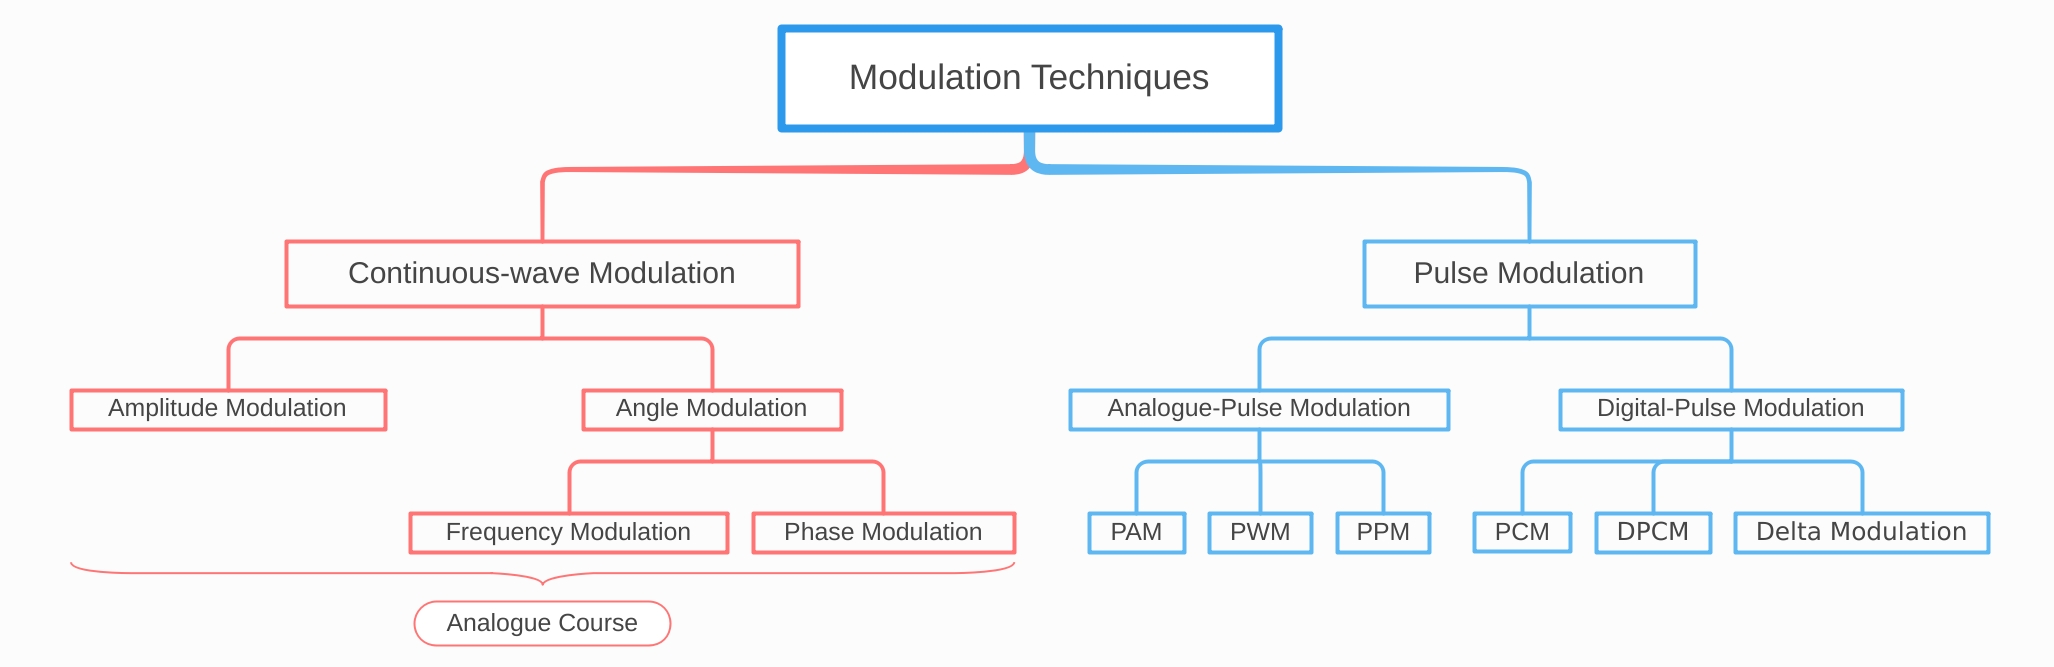 Modulation Techniques
Continuous-wave Modulation
Pulse Modulation
Amplitude Modulation
Angle Modulation
Analogue-Pulse Modulation
Digital-Pulse Modulation
Frequency Modulation
Phase Modulation
PAM
PWM
PPM
PCM
DPCM
Delta Modulation
Analogue Course